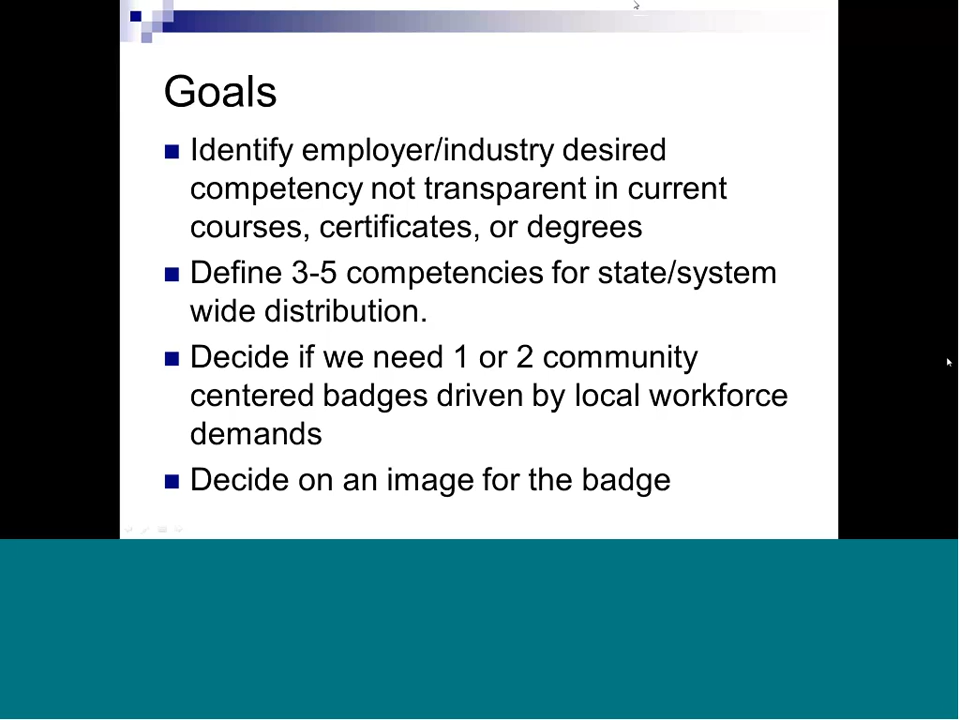 Goals
Identify employer/industry desired
competency not transparent in current
courses, certificates, or degrees
Define 3-5 competencies for state/system
wide distribution.
Decide if we need 1 or 2 community
centered badges driven by local workforce
demands
Decide on an image for the badge